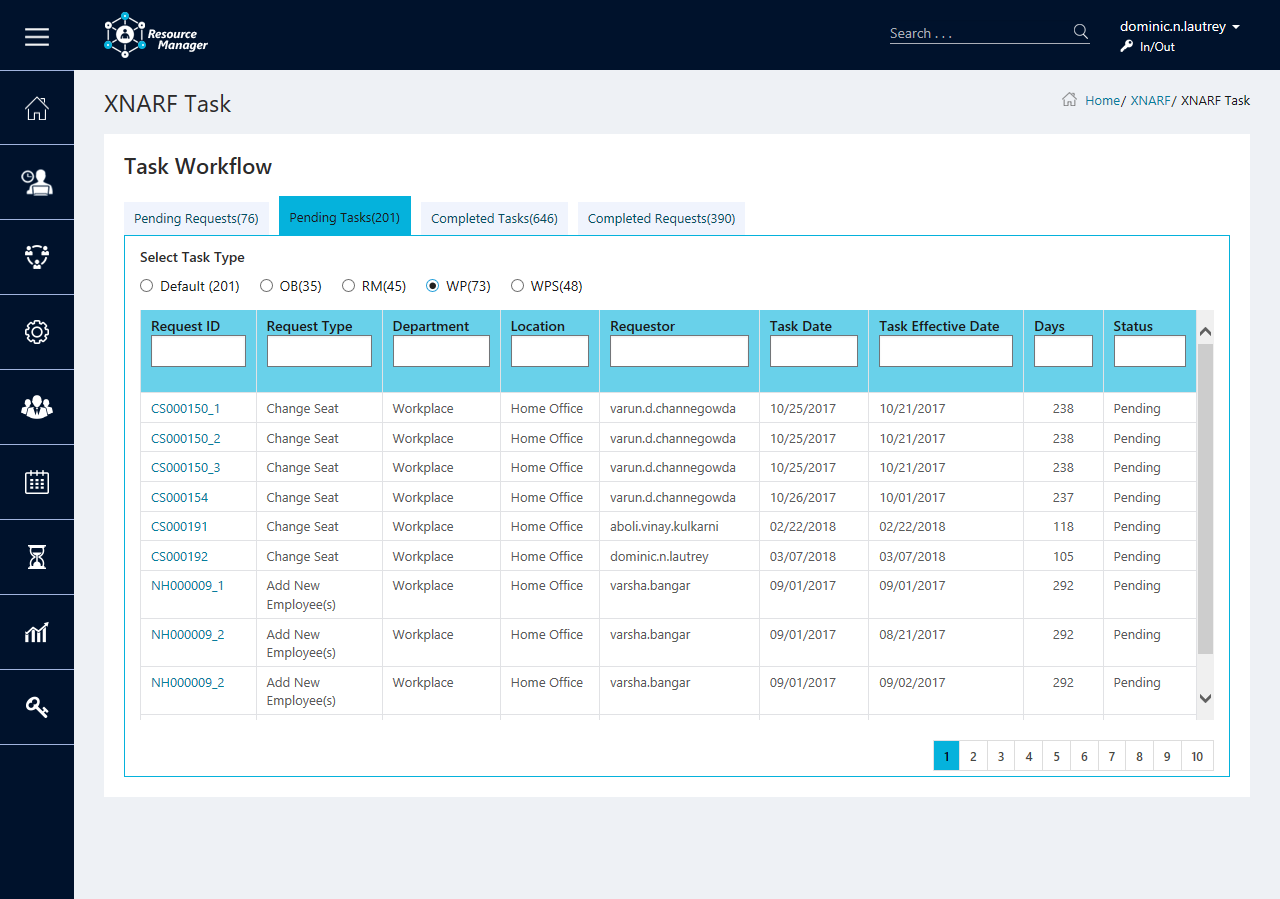 Resource Manager
Search . . .
dominic.n.lautrey
In/Out
XNARF Task
Home/ XNARF/ XNARF Task
Task Workflow
Pending Requests(76) Pending Tasks(201) Completed Tasks(646) Completed Requests(390)
Select Task Type
Default (201) OB(35) RM(45) WP(73) WPS(48)
Request ID Request Type Department Location Requestor Task Date Task Effective Date Days Status
CS000150_1 Change Seat Workplace Home Office varun.d.channegowda 10/25/2017 10/21/2017 238 Pending
CS000150_2 Change Seat Workplace Home Office varun.d.channegowda 10/25/2017 10/21/2017 238 Pending
CS000150_3 Change Seat Workplace Home Office varun.d.channegowda 10/25/2017 10/21/2017 238 Pending
CS000154 Change Seat Workplace Home Office varun.d.channegowda 10/26/2017 10/01/2017 237 Pending
CS000191 Change Seat Workplace Home Office aboli.vinay.kulkarni 02/22/2018 02/22/2018 118 Pending
CS000192 Change Seat Workplace Home Office dominic.n.lautrey 03/07/2018 03/07/2018 105 Pending
NH000009_1 Add New Employee(s) Workplace Home Office varsha.bangar 09/01/2017 09/01/2017 292 Pending
NH000009_2 Add New Employee(s) Workplace Home Office varsha.bangar 09/01/2017 08/21/2017 292 Pending
NH000009_2 Add New Employee(s) Workplace Home Office varsha.bangar 09/01/2017 09/02/2017 292 Pending
1 2 3 4 5 6 7 8 9 10